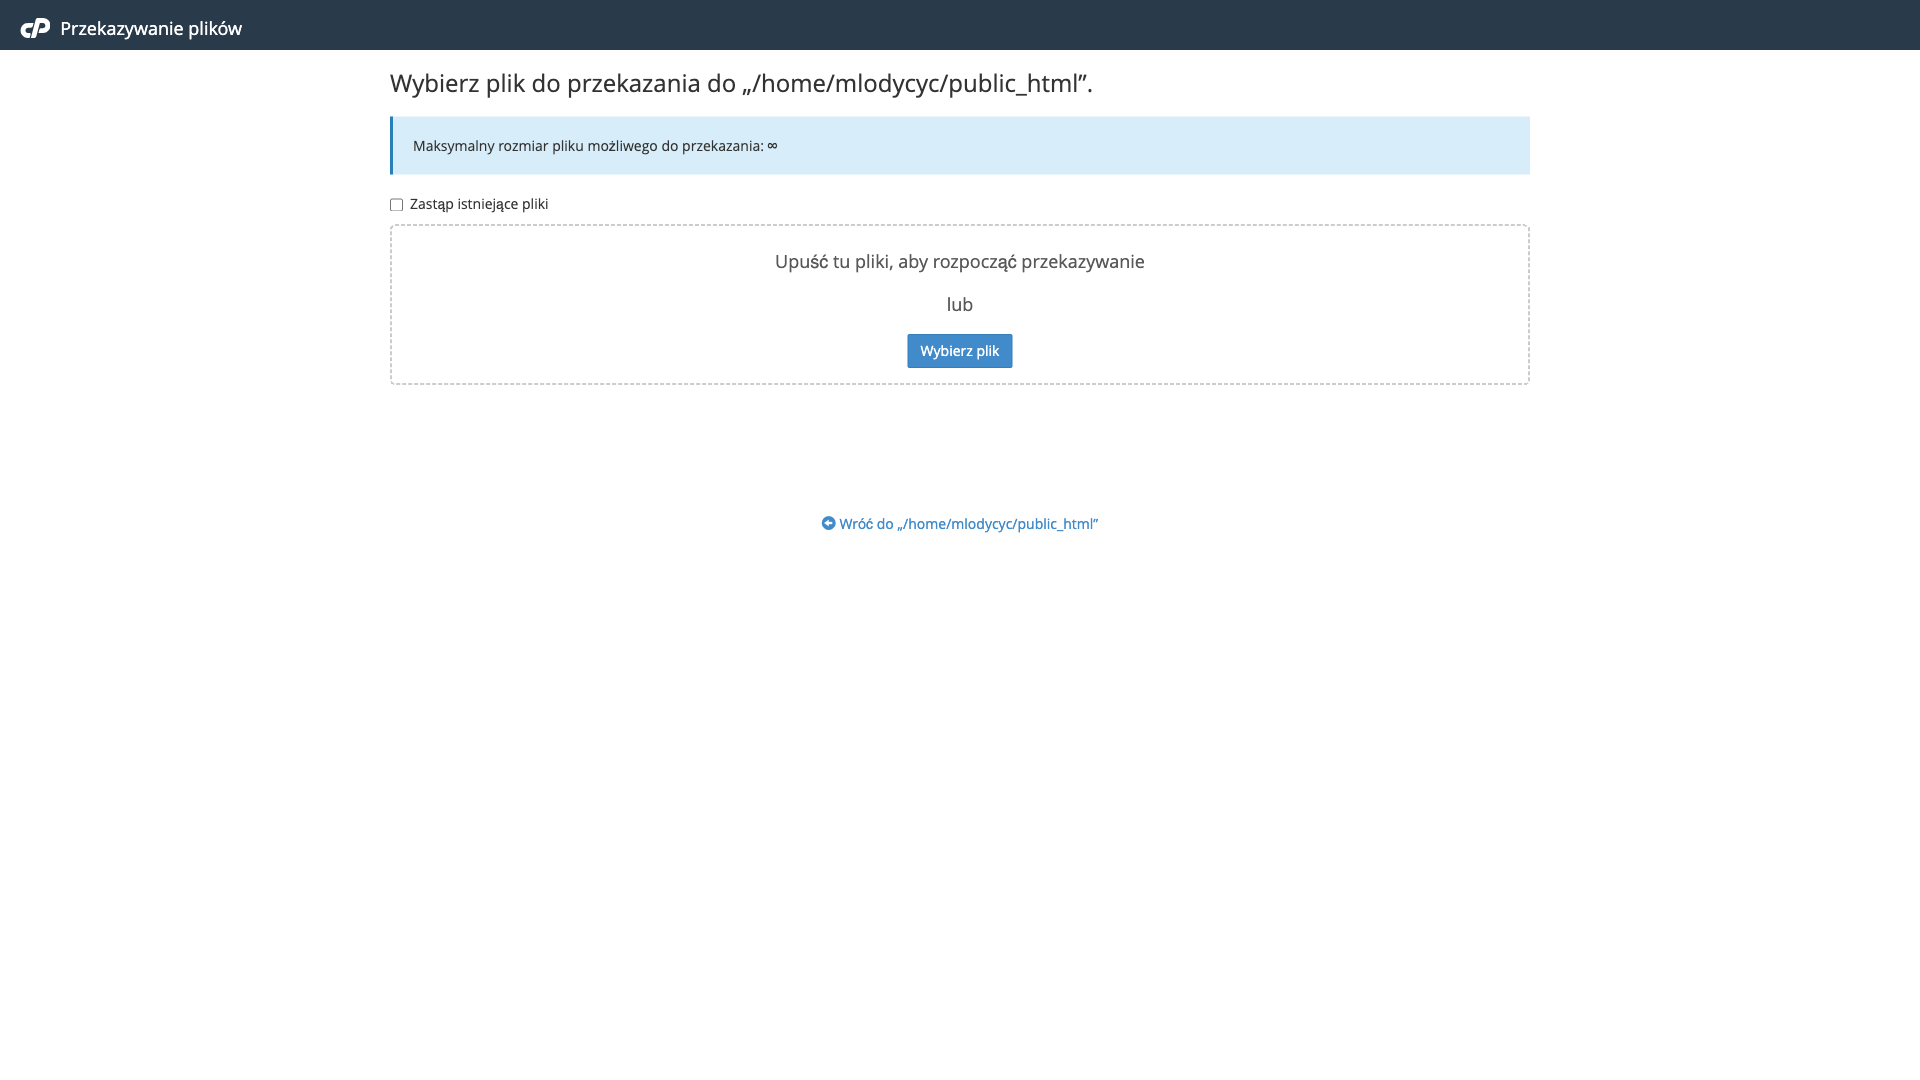 cP Przekazywanie plików
Wybierz plik do przekazania do „/home/mlodycyc/public_html”.
Maksymalny rozmiar pliku możliwego do przekazania: ∞
Zastąp istniejące pliki
Upuść tu pliki, aby rozpocząć przekazywanie
lub
Wybierz plik
Wróć do „/home/mlodycyc/public_html”